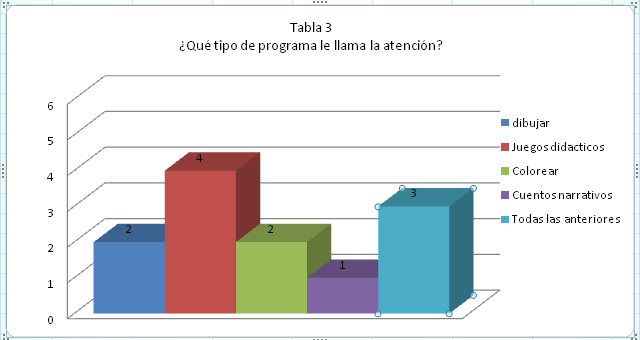 Tabla 3
¿Qué tipo de programa le llama la atención?
6
5
4
3
2
1
0
2
4
2
1
3
dibujar
Juegos didacticos
Colorear
Cuentos narrativos
Todas las anteriores